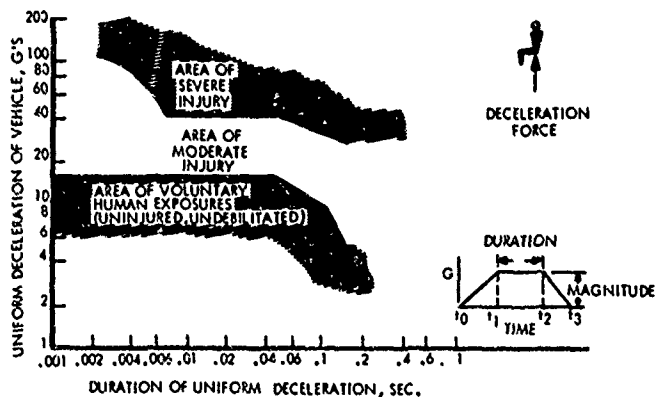 UNIFORM DECELERATION OF VEHICLE, G'S
200
100
80
60
40
20
10
8
6
4
2
1
AREA OF
SEVERE
INJURY
AREA OF
MODERATE
INJURY
AREA OF VOLUNTARY
HUMAN EXPOSURES
(UNINJURED, UNDEBILITATED)
DECELERATION
FORCE
DURATION
G
MAGNITUDE
t0 t1 TIME t2 t3
.001 .002 .004 .006 .01 .02 .04 .06 .1 .2 .4 .6 .1
DURATION OF UNIFORM DECELERATION, SEC.